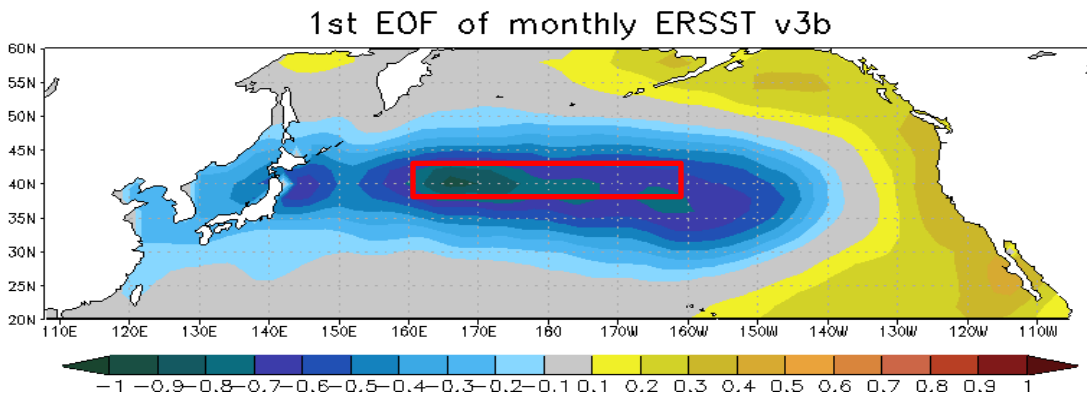 1st EOF of monthly ERSST v3b
60N
55N
50N
45N
40N
35N
30N
25N
20N
110E 120E 130E 140E 150E 160E 170E 180 170W 160W 150W 140W 130W 120W 110W
-1 -0.9 -0.8 -0.7 -0.6 -0.5 -0.4 -0.3 -0.2 -0.1 0.1 0.2 0.3 0.4 0.5 0.6 0.7 0.8 0.9 1